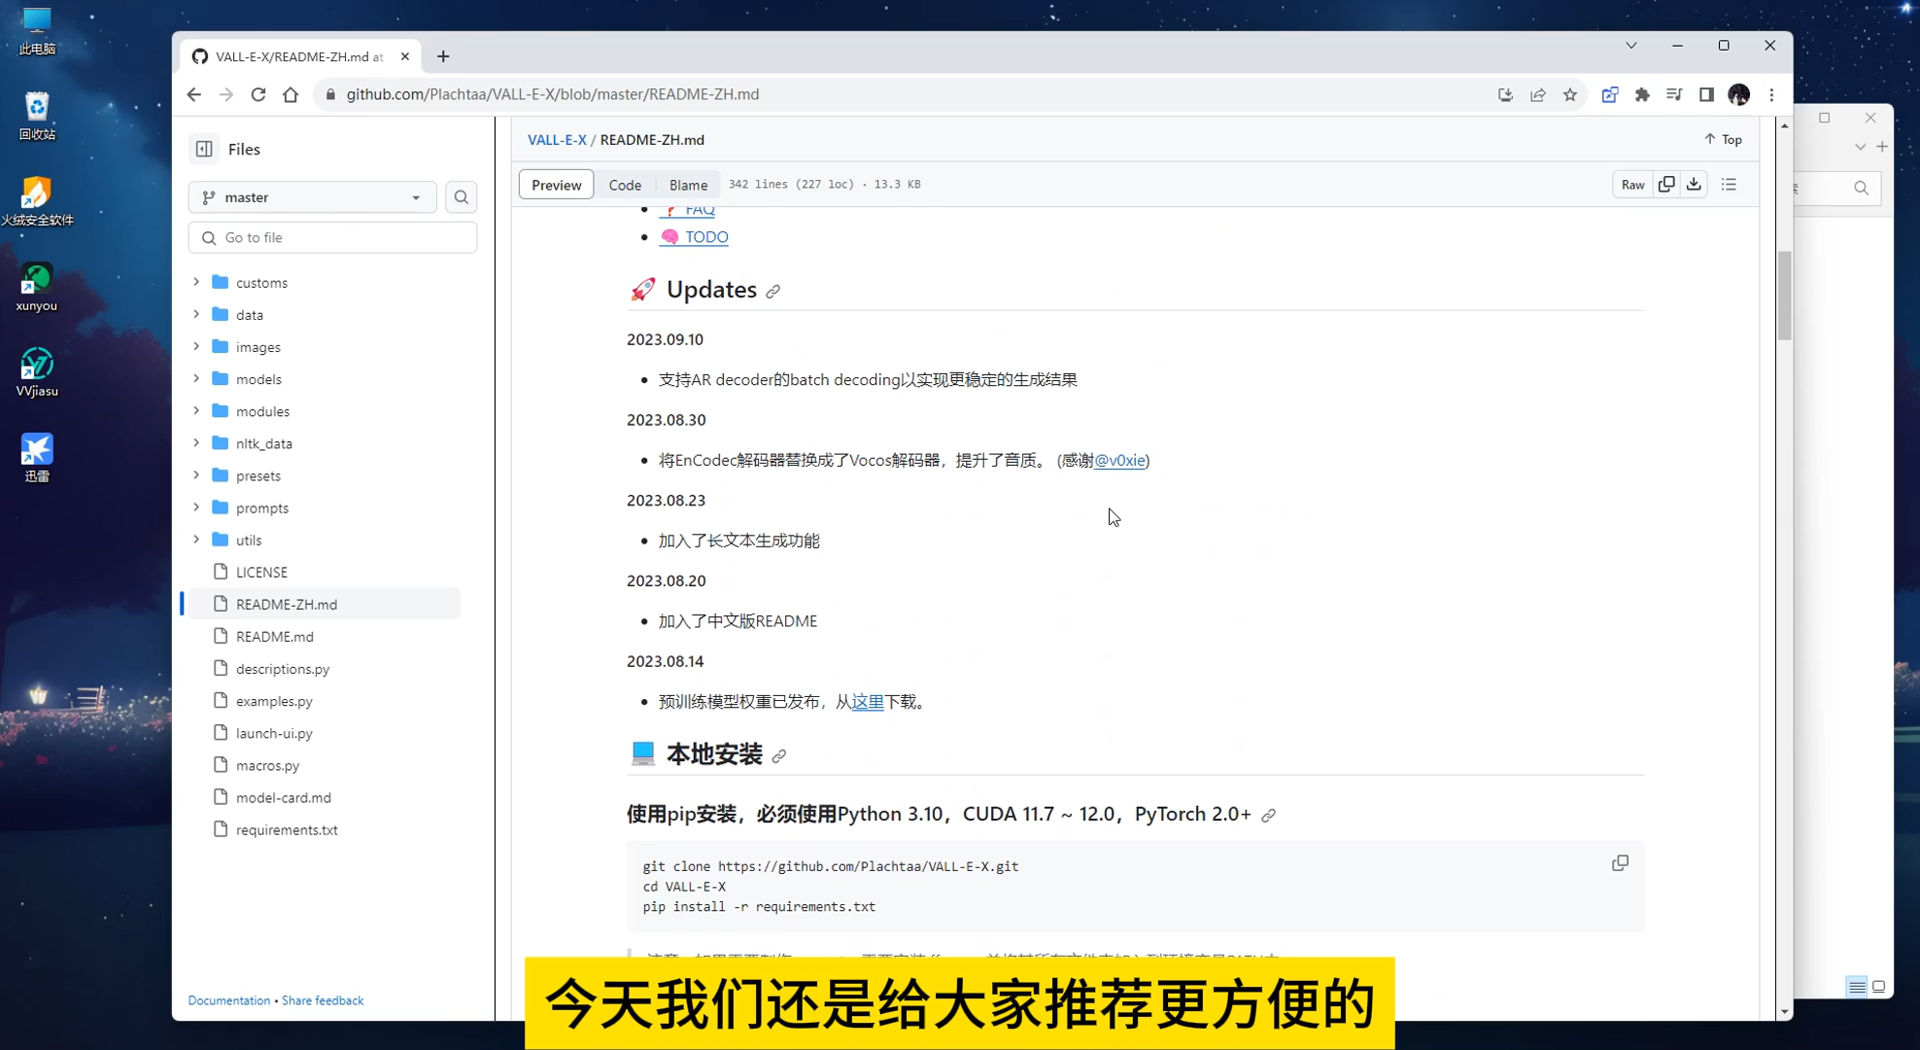 此电脑
回收站
火绒安全软件
xunyou
VVjiasu
迅雷
VALL-E-X/README-ZH.md at
github.com/Plachtaa/VALL-E-X/blob/master/README-ZH.md
Files
master
Go to file
customs
data
images
models
modules
nltk_data
presets
prompts
utils
LICENSE
README-ZH.md
README.md
descriptions.py
examples.py
launch-ui.py
macros.py
model-card.md
requirements.txt
Documentation • Share feedback
VALL-E-X / README-ZH.md
Top
Preview Code Blame 342 lines (227 loc) · 13.3 KB
Raw
FAQ
TODO
Updates
2023.09.10
支持AR decoder的batch decoding以实现更稳定的生成结果
2023.08.30
将EnCodec解码器替换成了Vocos解码器，提升了音质。 (感谢@v0xie)
2023.08.23
加入了长文本生成功能
2023.08.20
加入了中文版README
2023.08.14
预训练模型权重已发布，从这里下载。
本地安装
使用pip安装，必须使用Python 3.10，CUDA 11.7 ~ 12.0，PyTorch 2.0+
git clone https://github.com/Plachtaa/VALL-E-X.git
cd VALL-E-X
pip install -r requirements.txt
今天我们还是给大家推荐更方便的